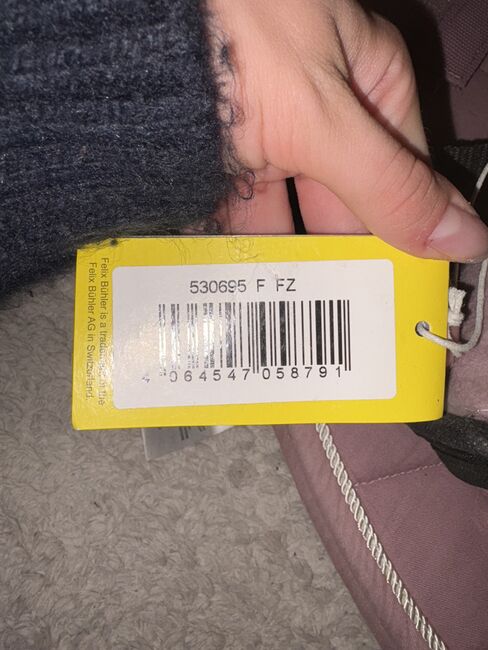 530695 F FZ
4 064547 058791
Felix Bühler is a trademark of the
Felix Bühler AG in Switzerland.